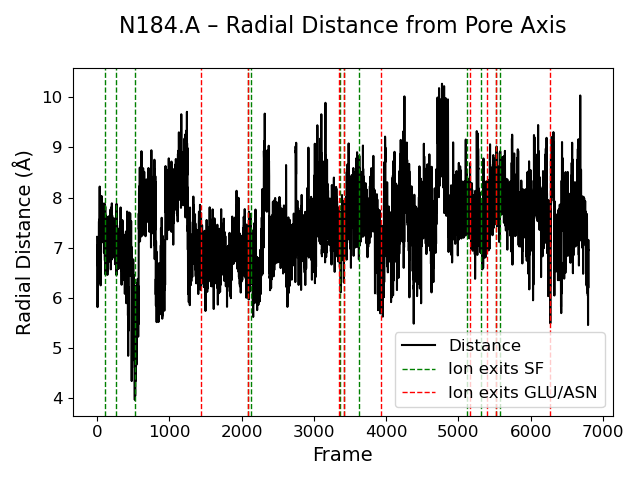 N184.A – Radial Distance from Pore Axis
Radial Distance (Å)
10
9
8
7
6
5
4
Distance
Ion exits SF
Ion exits GLU/ASN
0 1000 2000 3000 4000 5000 6000 7000
Frame